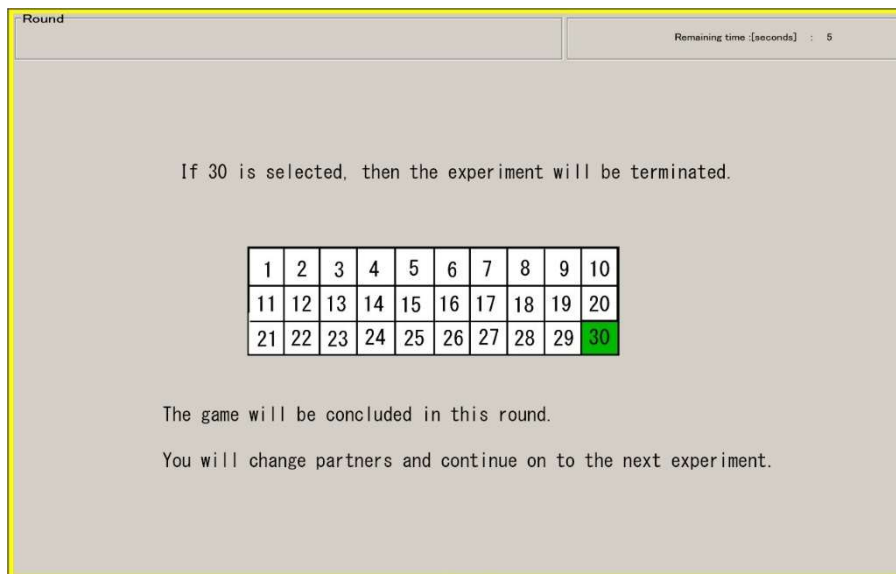 Round
Remaining time :[seconds] : 5
If 30 is selected, then the experiment will be terminated.
1 2 3 4 5 6 7 8 9 10
11 12 13 14 15 16 17 18 19 20
21 22 23 24 25 26 27 28 29 30
The game will be concluded in this round.
You will change partners and continue on to the next experiment.